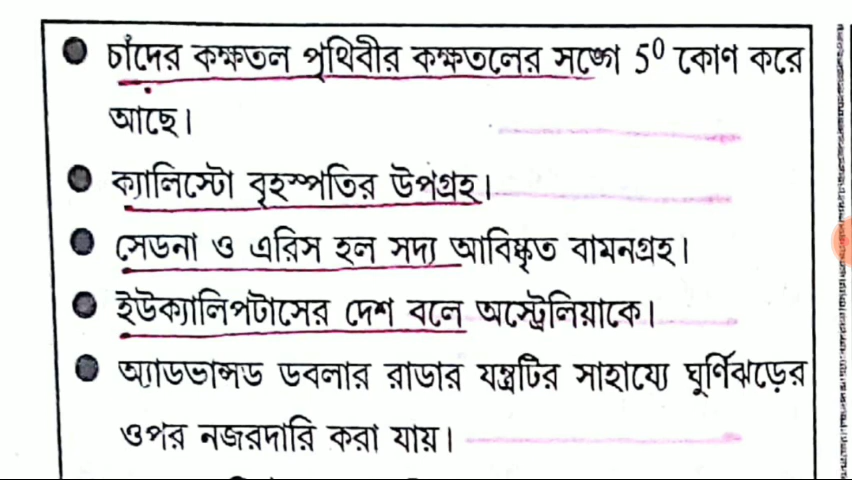 ● চাঁদের কক্ষতল পৃথিবীর কক্ষতলের সঙ্গে 5⁰ কোণ করে
আছে।
● ক্যালিস্টো বৃহস্পতির উপগ্রহ।
● সেডনা ও এরিস হল সদ্য আবিষ্কৃত বামনগ্রহ।
● ইউক্যালিপটাসের দেশ বলে অস্ট্রেলিয়াকে।
● অ্যাডভান্সড ডবলার রাডার যন্ত্রটির সাহায্যে ঘুর্ণিঝড়ের
ওপর নজরদারি করা যায়।